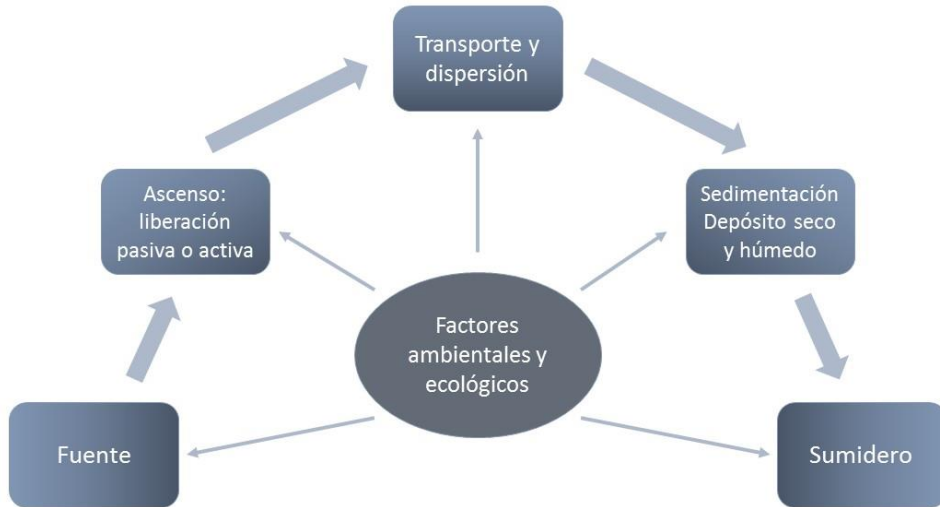 Transporte y
dispersión
Ascenso:
liberación
pasiva o activa
Sedimentación
Depósito seco
y húmedo
Factores
ambientales y
ecológicos
Fuente
Sumidero